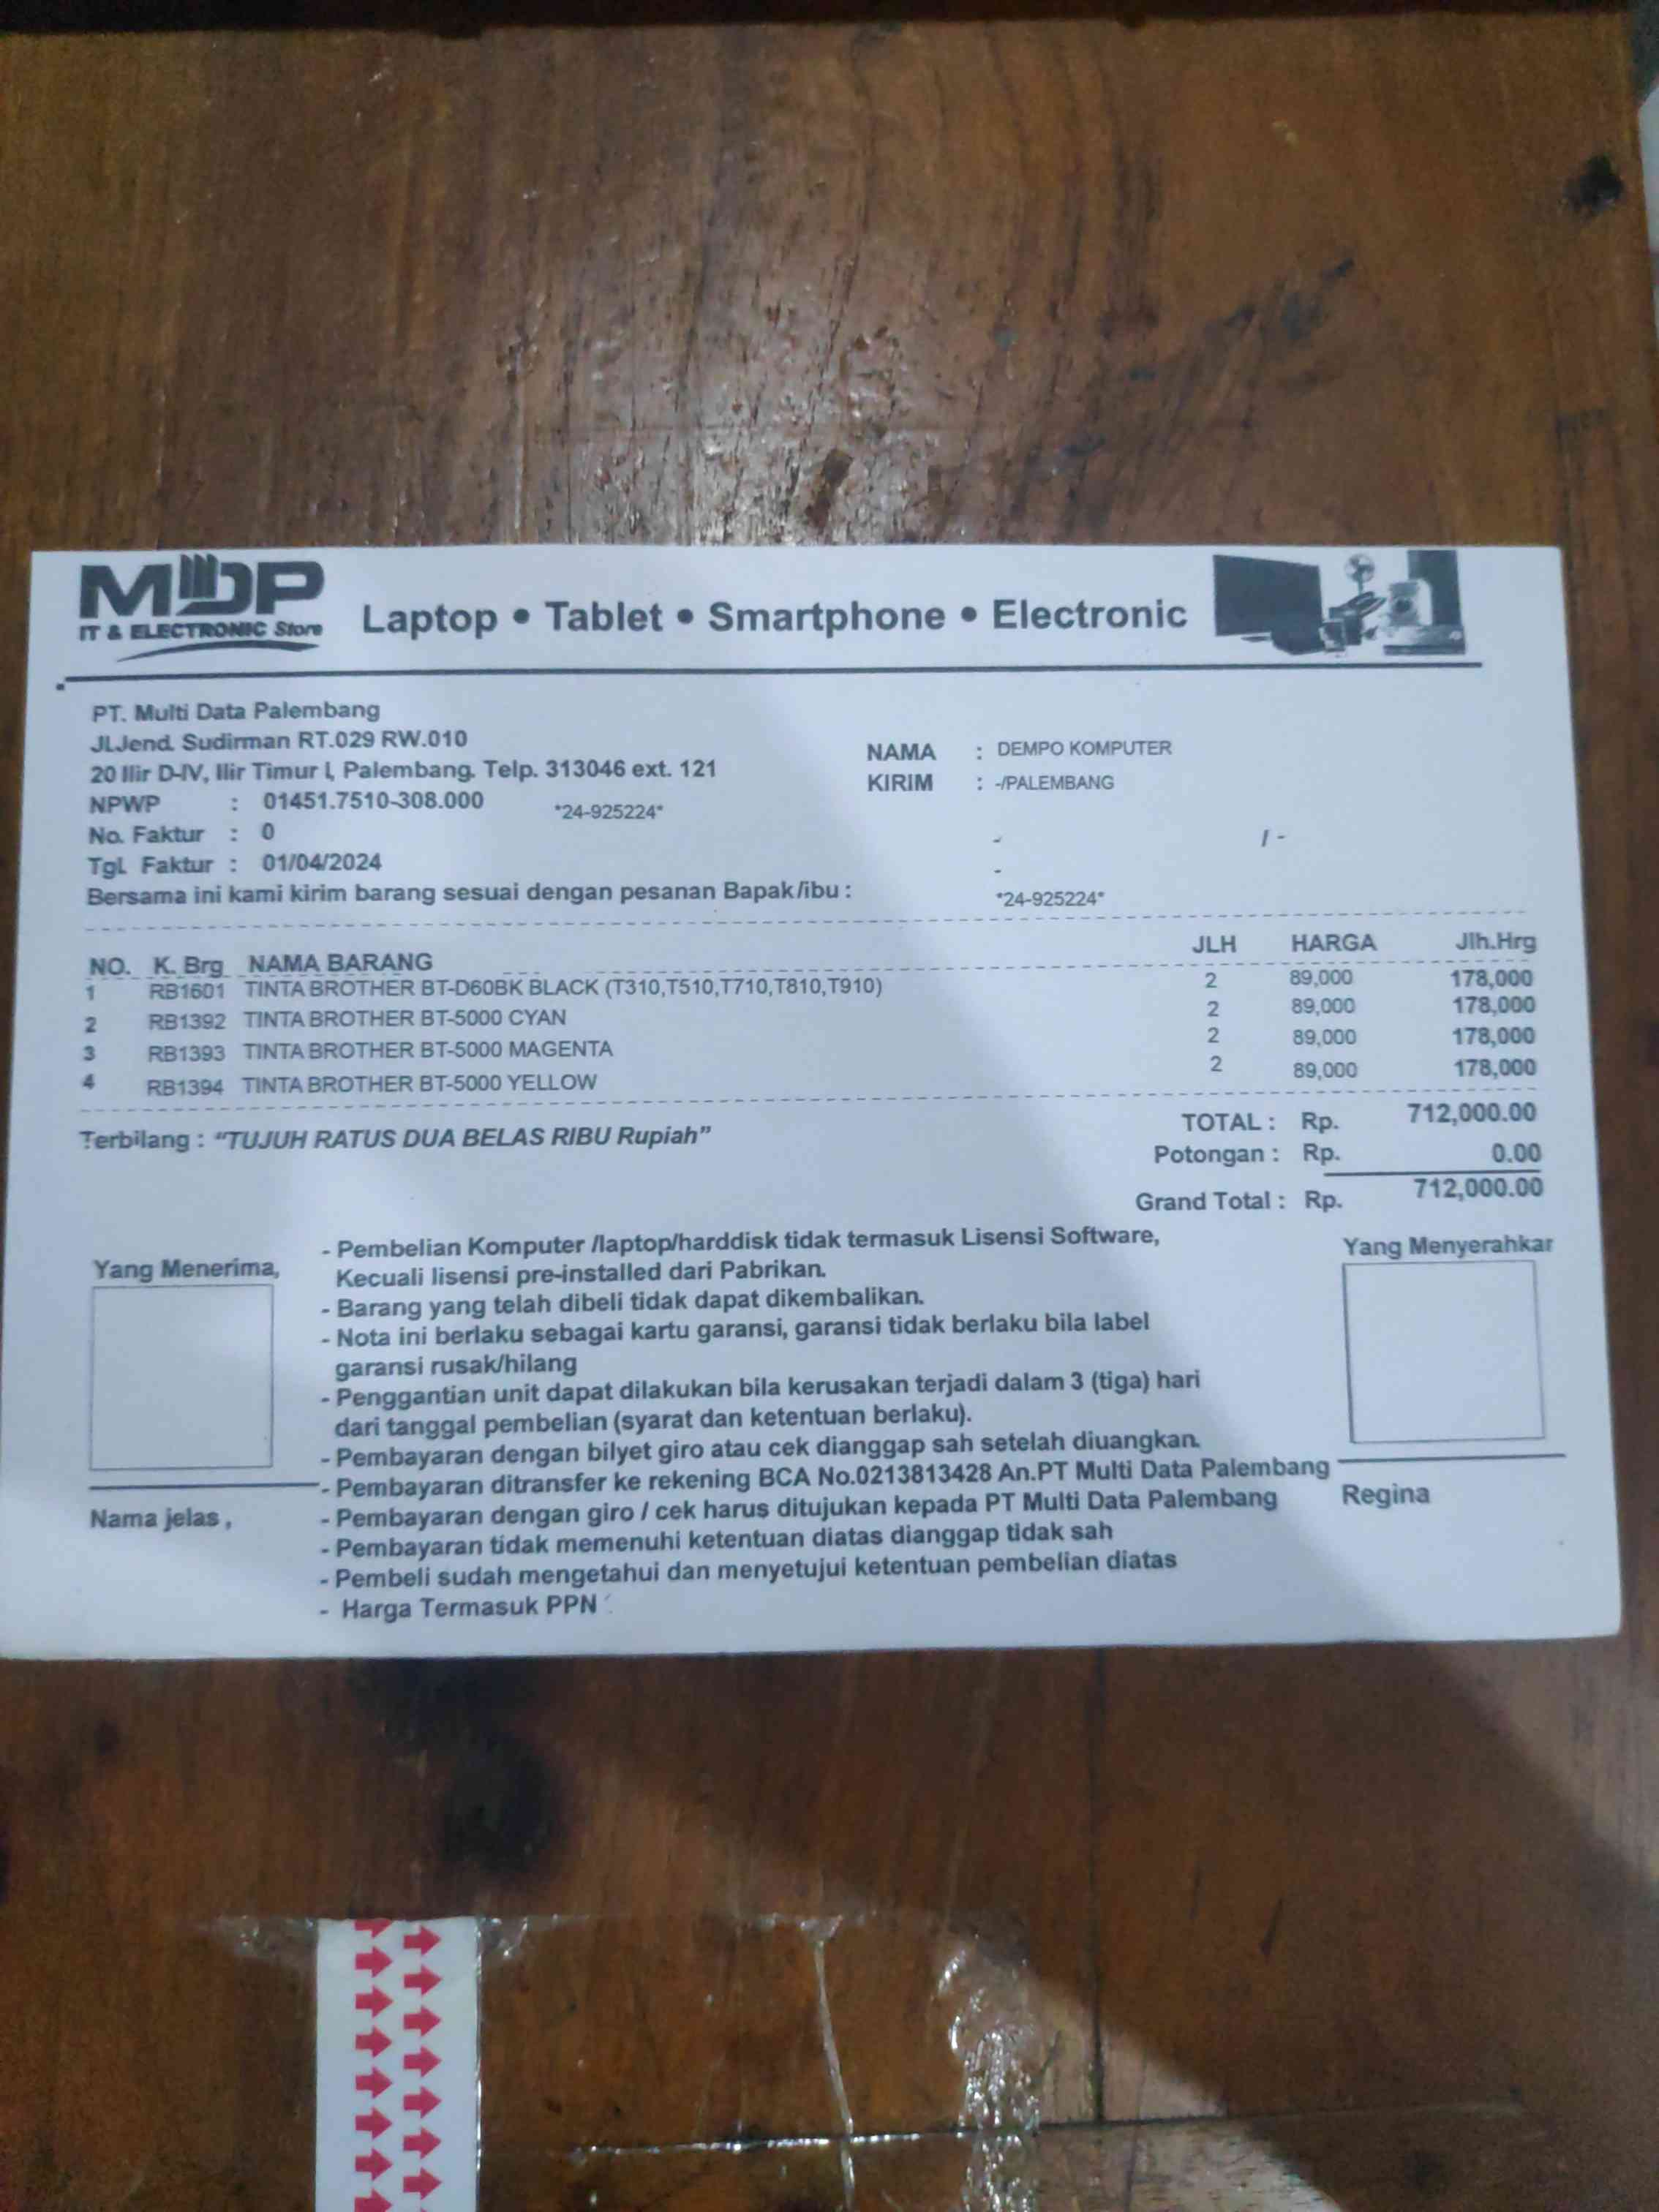 MDP
IT & ELECTRONIC Store
Laptop • Tablet • Smartphone • Electronic
PT. Multi Data Palembang
Jl.Jend. Sudirman RT.029 RW.010
20 Ilir D-IV, Ilir Timur I, Palembang. Telp. 313046 ext. 121
NPWP : 01451.7510-308.000 *24-925224*
No. Faktur : 0
Tgl. Faktur : 01/04/2024
Bersama ini kami kirim barang sesuai dengan pesanan Bapak/ibu :
NAMA : DEMPO KOMPUTER
KIRIM : -/PALEMBANG
- / -
-
*24-925224*
NO. K. Brg NAMA BARANG JLH HARGA Jlh.Hrg
1 RB1601 TINTA BROTHER BT-D60BK BLACK (T310,T510,T710,T810,T910) 2 89,000 178,000
2 RB1392 TINTA BROTHER BT-5000 CYAN 2 89,000 178,000
3 RB1393 TINTA BROTHER BT-5000 MAGENTA 2 89,000 178,000
4 RB1394 TINTA BROTHER BT-5000 YELLOW 2 89,000 178,000
Terbilang : “TUJUH RATUS DUA BELAS RIBU Rupiah”
TOTAL : Rp. 712,000.00
Potongan : Rp. 0.00
Grand Total : Rp. 712,000.00
Yang Menerima,
Nama jelas ,
- Pembelian Komputer /laptop/harddisk tidak termasuk Lisensi Software,
Kecuali lisensi pre-installed dari Pabrikan.
- Barang yang telah dibeli tidak dapat dikembalikan.
- Nota ini berlaku sebagai kartu garansi, garansi tidak berlaku bila label
garansi rusak/hilang
- Penggantian unit dapat dilakukan bila kerusakan terjadi dalam 3 (tiga) hari
dari tanggal pembelian (syarat dan ketentuan berlaku).
- Pembayaran dengan bilyet giro atau cek dianggap sah setelah diuangkan.
- Pembayaran ditransfer ke rekening BCA No.0213813428 An.PT Multi Data Palembang
- Pembayaran dengan giro / cek harus ditujukan kepada PT Multi Data Palembang
- Pembayaran tidak memenuhi ketentuan diatas dianggap tidak sah
- Pembeli sudah mengetahui dan menyetujui ketentuan pembelian diatas
- Harga Termasuk PPN
Yang Menyerahkar
Regina